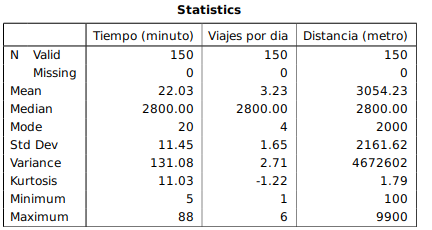 Statistics
Tiempo (minuto) Viajes por dia Distancia (metro)
N Valid 150 150 150
Missing 0 0 0
Mean 22.03 3.23 3054.23
Median 2800.00 2800.00 2800.00
Mode 20 4 2000
Std Dev 11.45 1.65 2161.62
Variance 131.08 2.71 4672602
Kurtosis 11.03 -1.22 1.79
Minimum 5 1 100
Maximum 88 6 9900